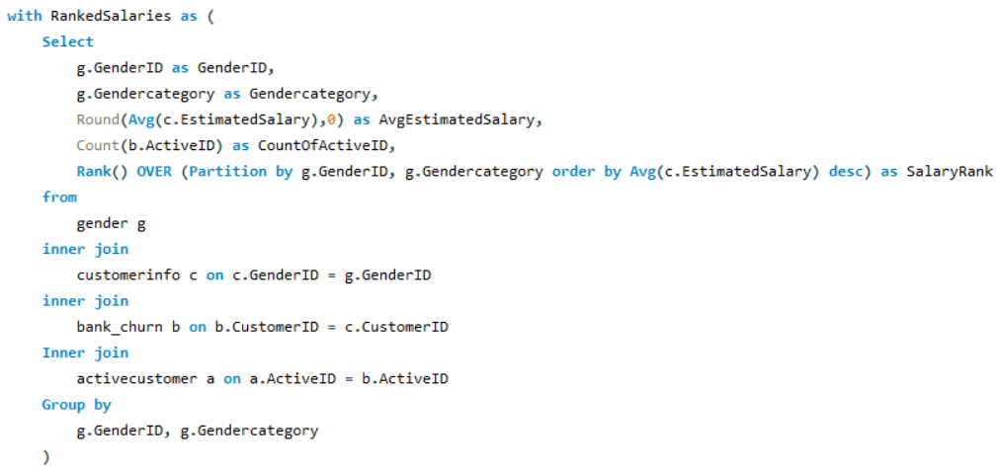 with RankedSalaries as (
    Select
        g.GenderID as GenderID,
        g.Gendercategory as Gendercategory,
        Round(Avg(c.EstimatedSalary),0) as AvgEstimatedSalary,
        Count(b.ActiveID) as CountOfActiveID,
        Rank() OVER (Partition by g.GenderID, g.Gendercategory order by Avg(c.EstimatedSalary) desc) as SalaryRank
    from
        gender g
    inner join
        customerinfo c on c.GenderID = g.GenderID
    inner join
        bank_churn b on b.CustomerID = c.CustomerID
    Inner join
        activecustomer a on a.ActiveID = b.ActiveID
    Group by
        g.GenderID, g.Gendercategory
    )